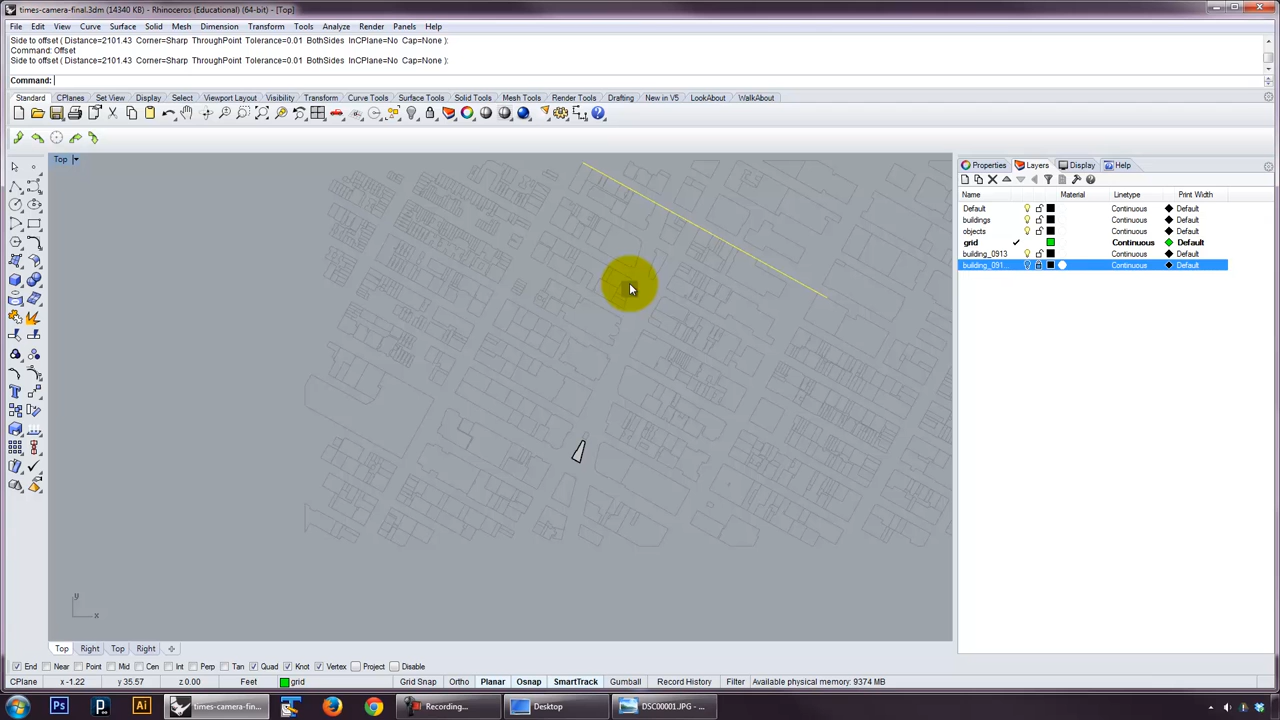 times-camera-final.3dm (14340 KB) - Rhinoceros (Educational) (64-bit) - [Top]
File Edit View Curve Surface Solid Mesh Dimension Transform Tools Analyze Render Panels Help
Side to offset ( Distance=2101.43 Corner=Sharp ThroughPoint Tolerance=0.01 BothSides InCPlane=No Cap=None ):
Command: Offset
Side to offset ( Distance=2101.43 Corner=Sharp ThroughPoint Tolerance=0.01 BothSides InCPlane=No Cap=None ):
Command:
Standard CPlanes Set View Display Select Viewport Layout Visibility Transform Curve Tools Surface Tools Solid Tools Mesh Tools Render Tools Drafting New in V5 LookAbout WalkAbout
Top
Properties Layers Display Help
Name Material Linetype Print Width
Default Continuous Default
buildings Continuous Default
objects Continuous Default
grid Continuous Default
building_0913 Continuous Default
building_091... Continuous Default
y
x
Top Right Top Right
End Near Point Mid Cen Int Perp Tan Quad Knot Vertex Project Disable
CPlane x -1.22 y 35.57 z 0.00 Feet grid Grid Snap Ortho Planar Osnap SmartTrack Gumball Record History Filter Available physical memory: 9374 MB
Ps p Ai times-camera-fin... Recording... Desktop DSC00001.JPG - ...